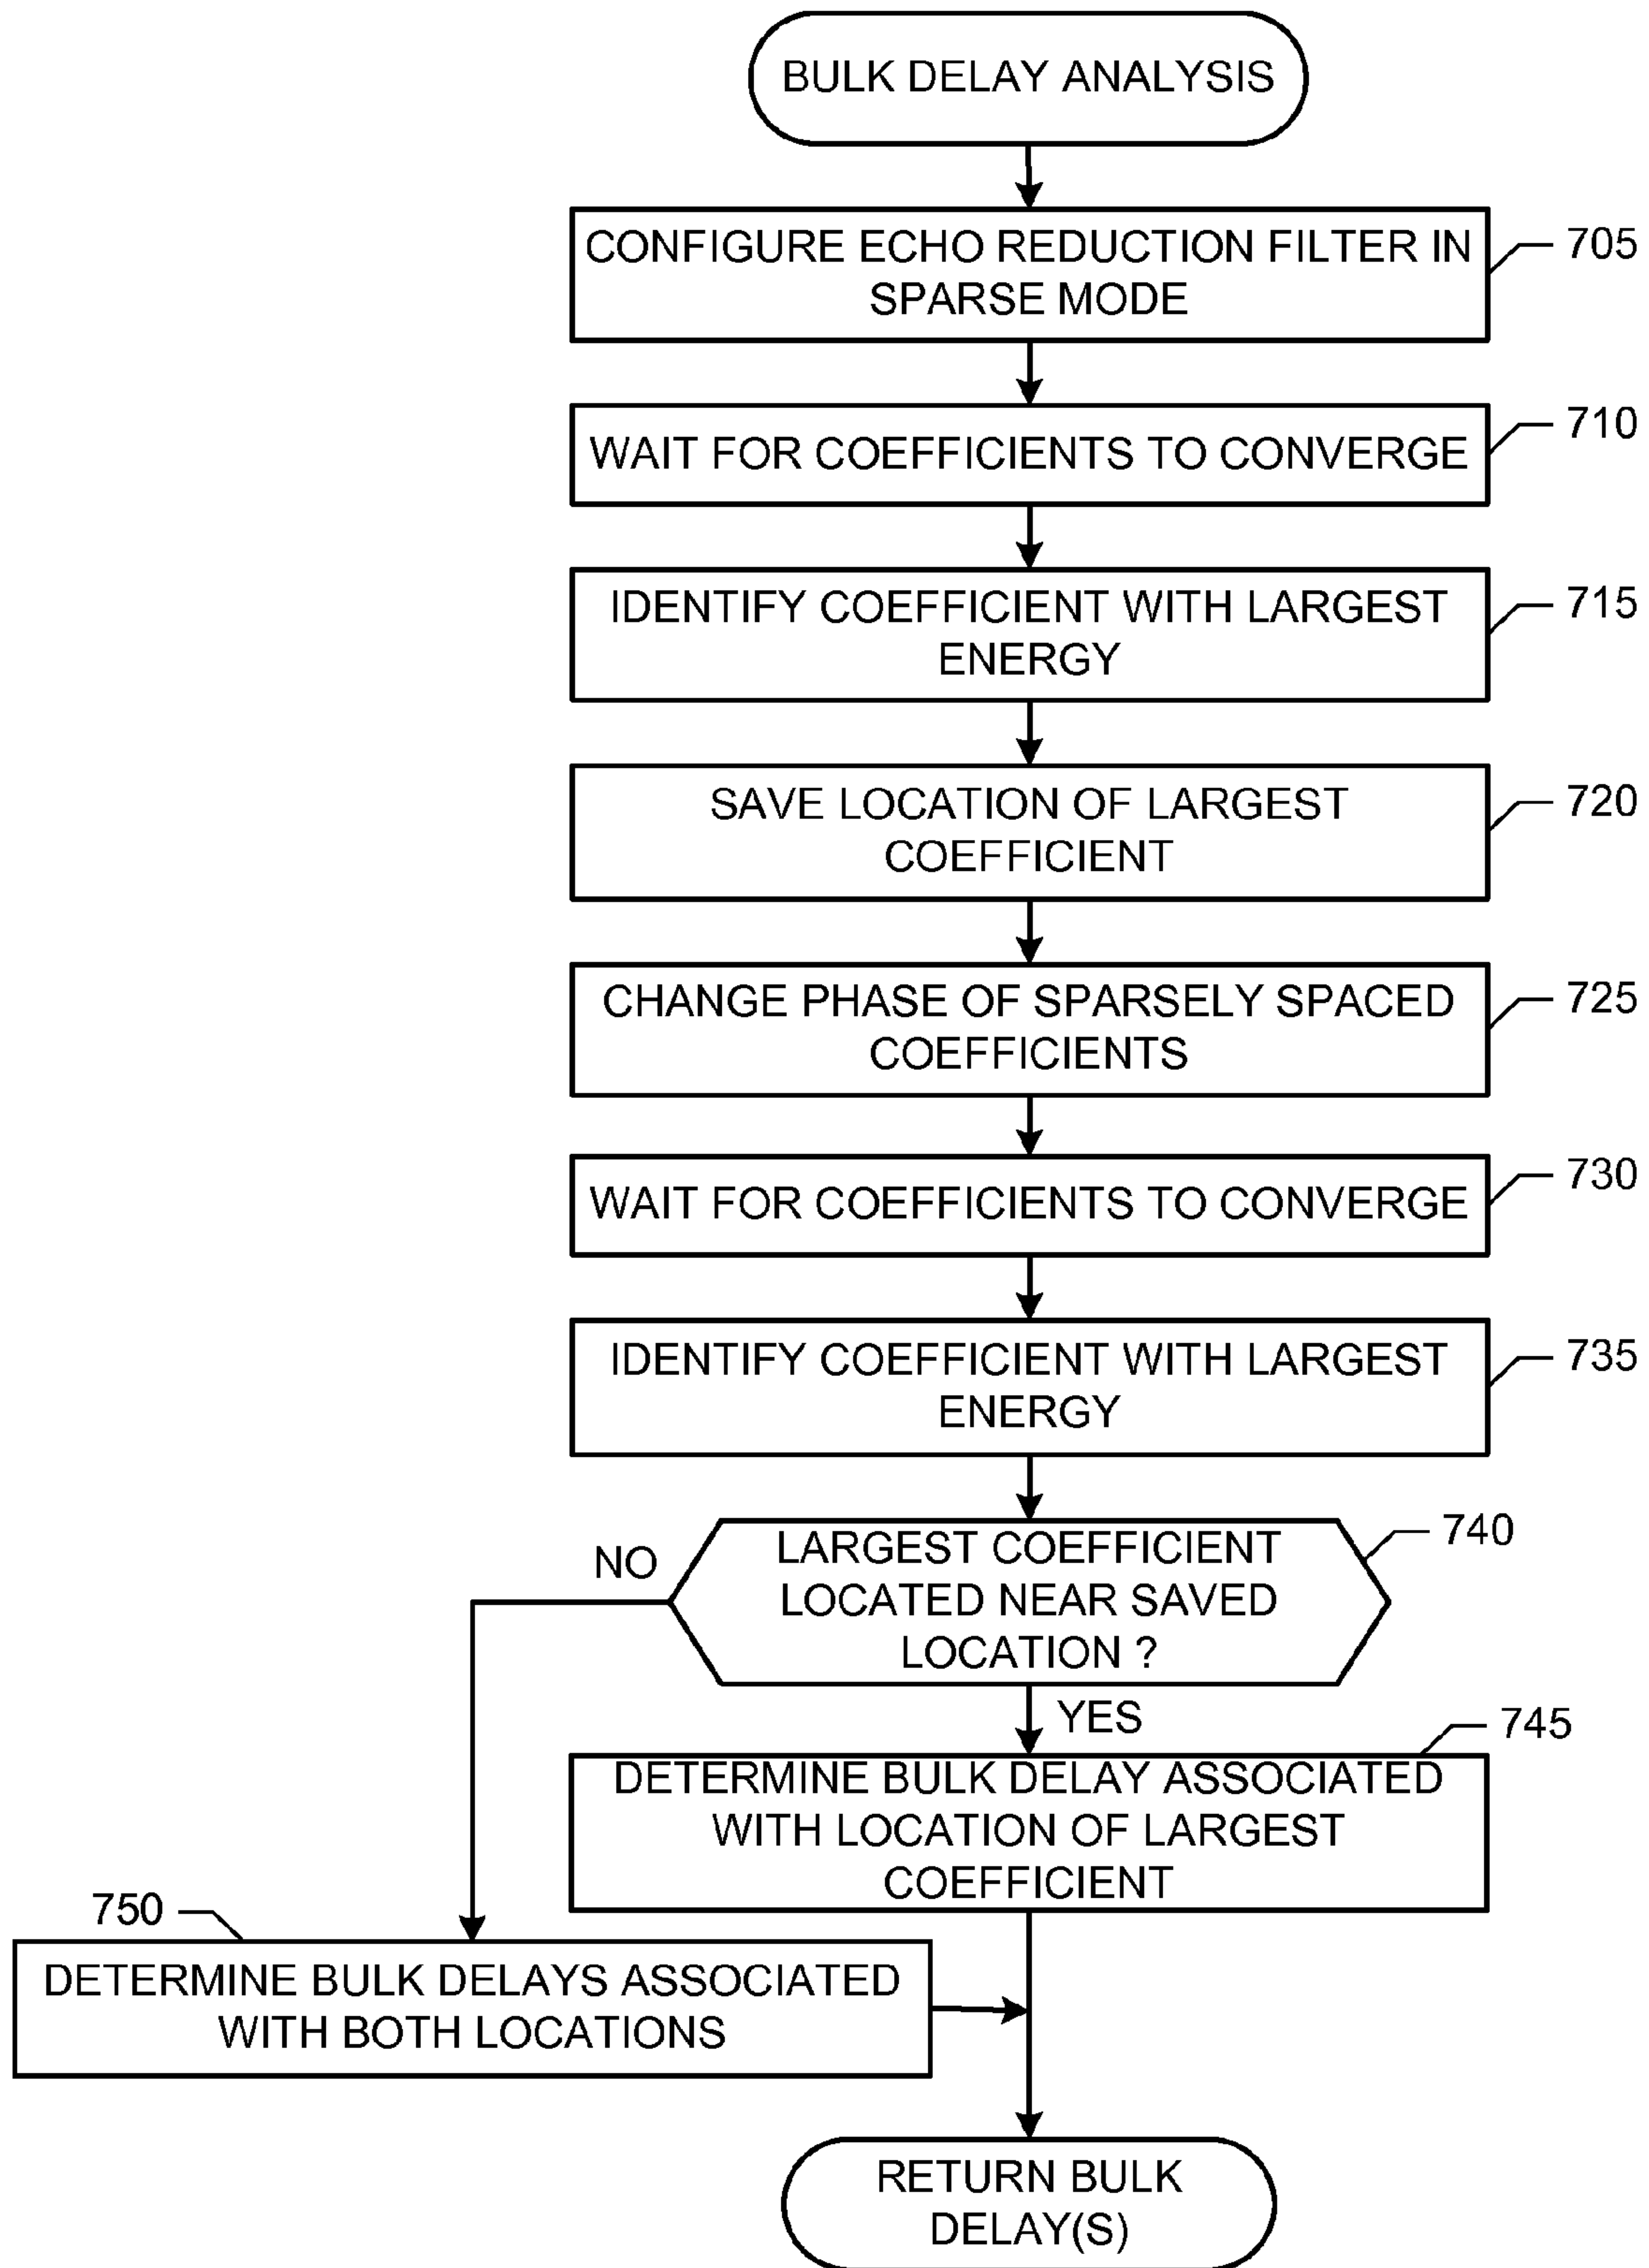 BULK DELAY ANALYSIS
CONFIGURE ECHO REDUCTION FILTER IN
SPARSE MODE
705
WAIT FOR COEFFICIENTS TO CONVERGE
710
IDENTIFY COEFFICIENT WITH LARGEST
ENERGY
715
SAVE LOCATION OF LARGEST
COEFFICIENT
720
CHANGE PHASE OF SPARSELY SPACED
COEFFICIENTS
725
WAIT FOR COEFFICIENTS TO CONVERGE
730
IDENTIFY COEFFICIENT WITH LARGEST
ENERGY
735
LARGEST COEFFICIENT
LOCATED NEAR SAVED
LOCATION ?
740
NO
YES
745
DETERMINE BULK DELAY ASSOCIATED
WITH LOCATION OF LARGEST
COEFFICIENT
750
DETERMINE BULK DELAYS ASSOCIATED
WITH BOTH LOCATIONS
RETURN BULK
DELAY(S)